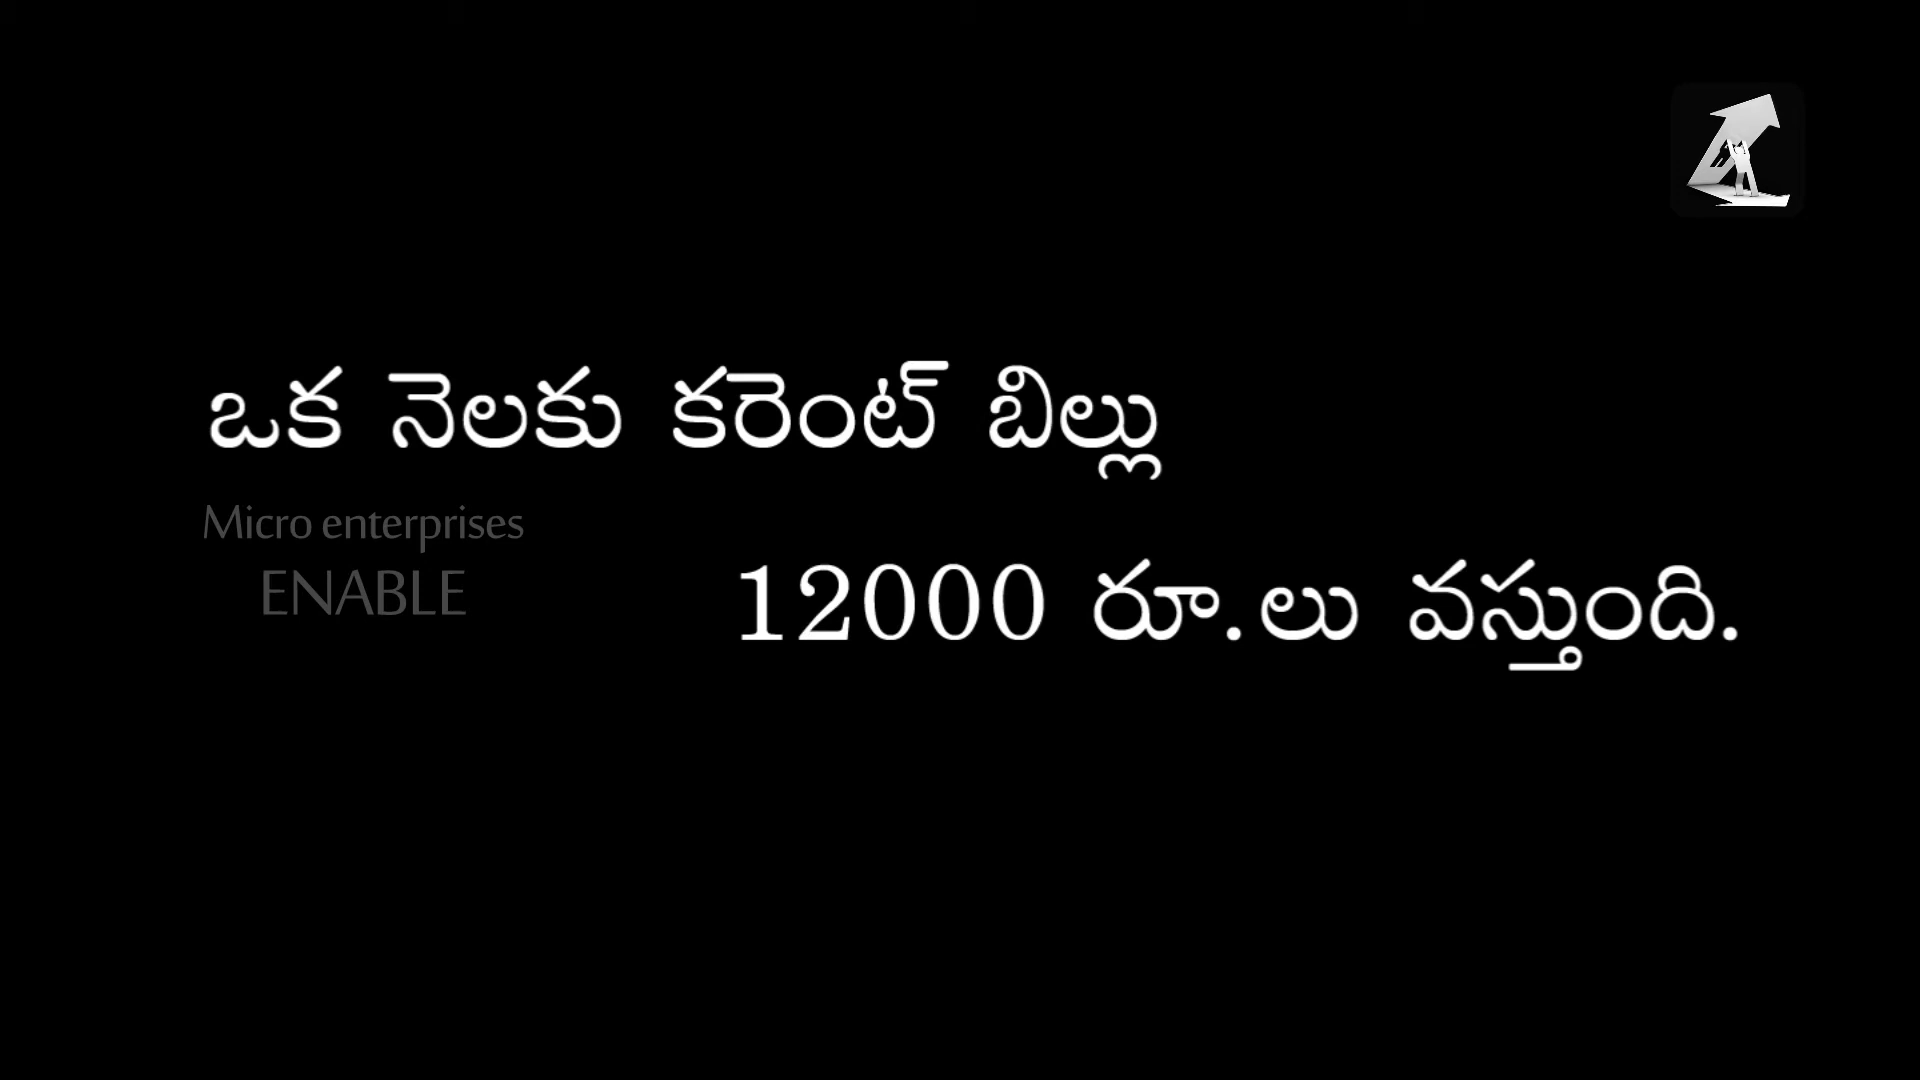 ఒక నెలకు కరెంట్ బిల్లు
Micro enterprises
ENABLE
12000 రూ.లు వస్తుంది.